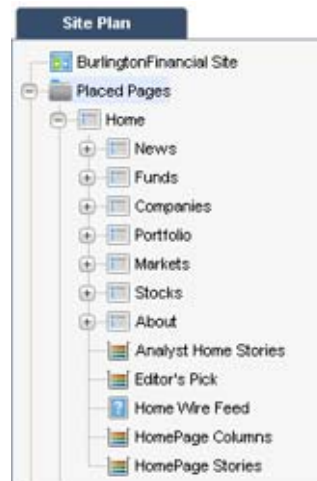 Site Plan
BurlingtonFinancial Site
Placed Pages
Home
News
Funds
Companies
Portfolio
Markets
Stocks
About
Analyst Home Stories
Editor's Pick
Home Wire Feed
HomePage Columns
HomePage Stories